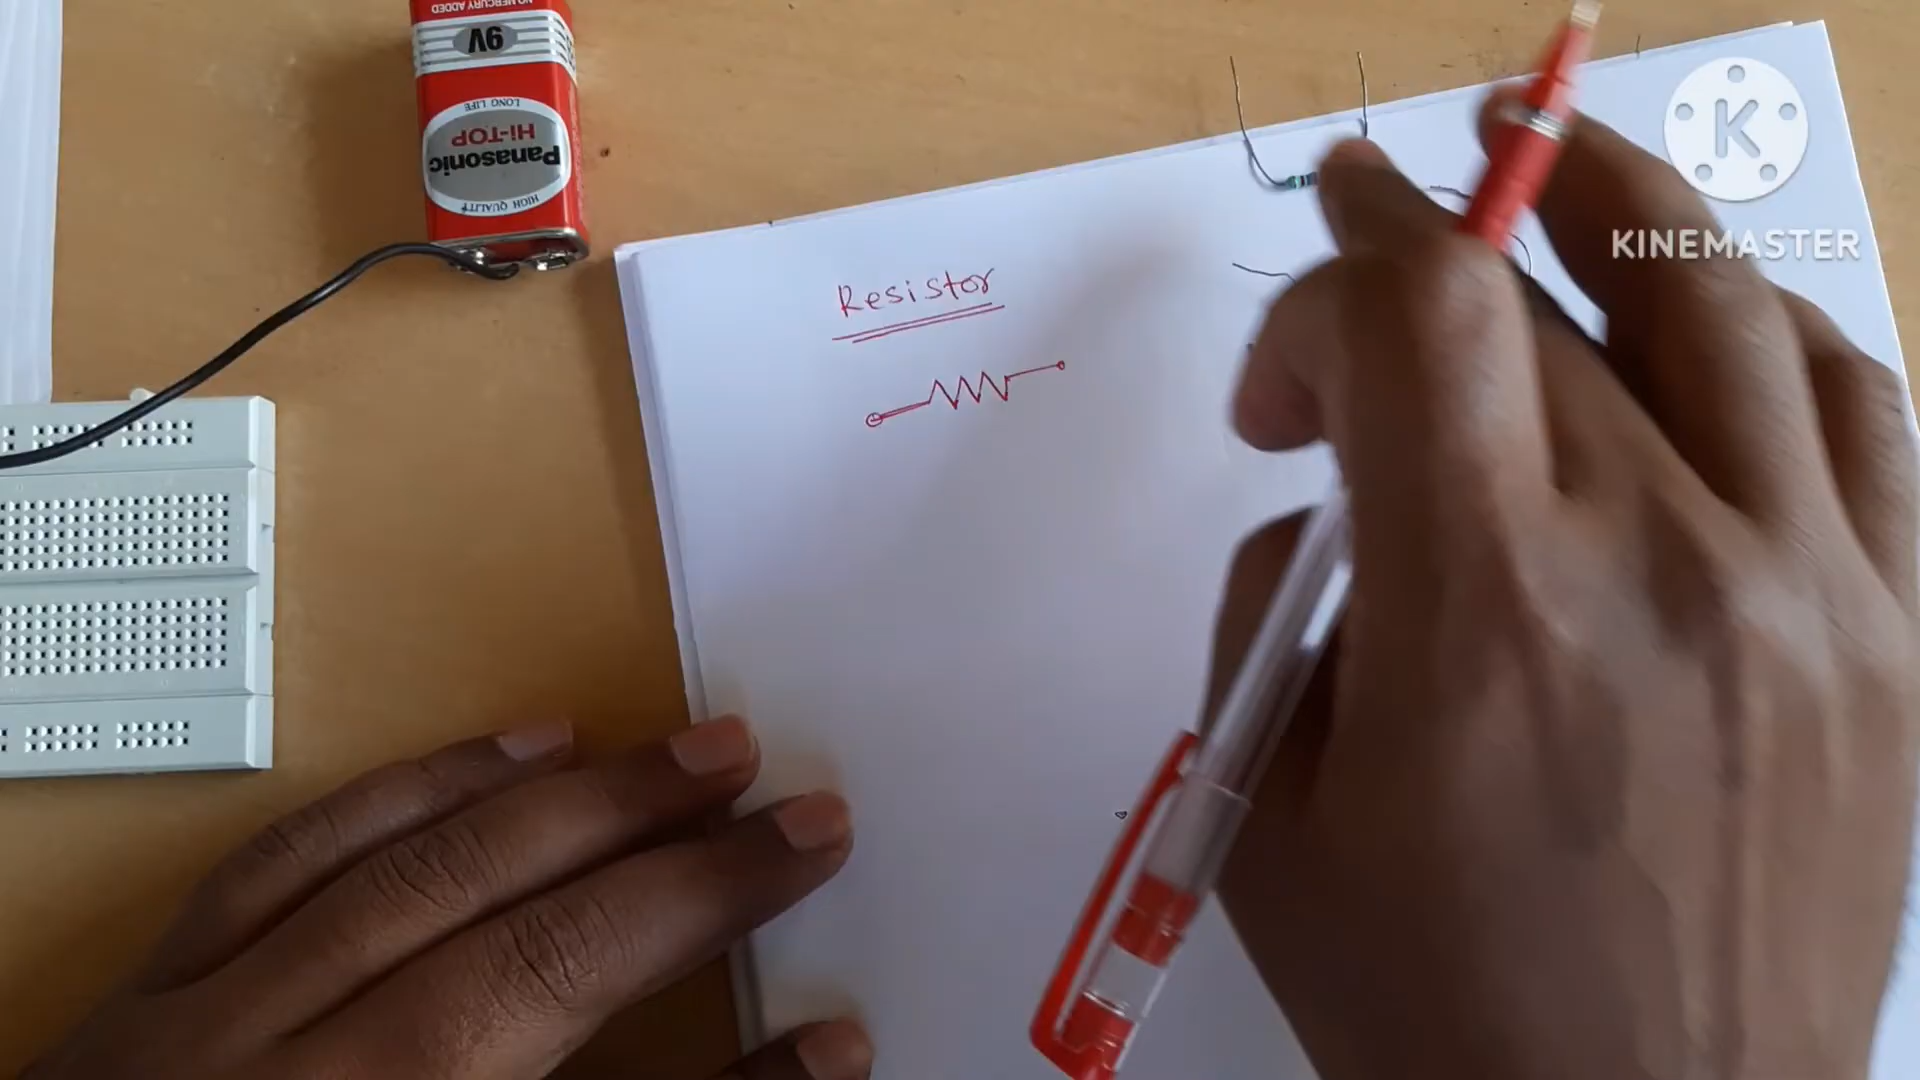 NO MERCURY ADDED
9V
LONG LIFE
Hi-TOP
Panasonic
HIGH QUALITY
Resistor
K
KINEMASTER